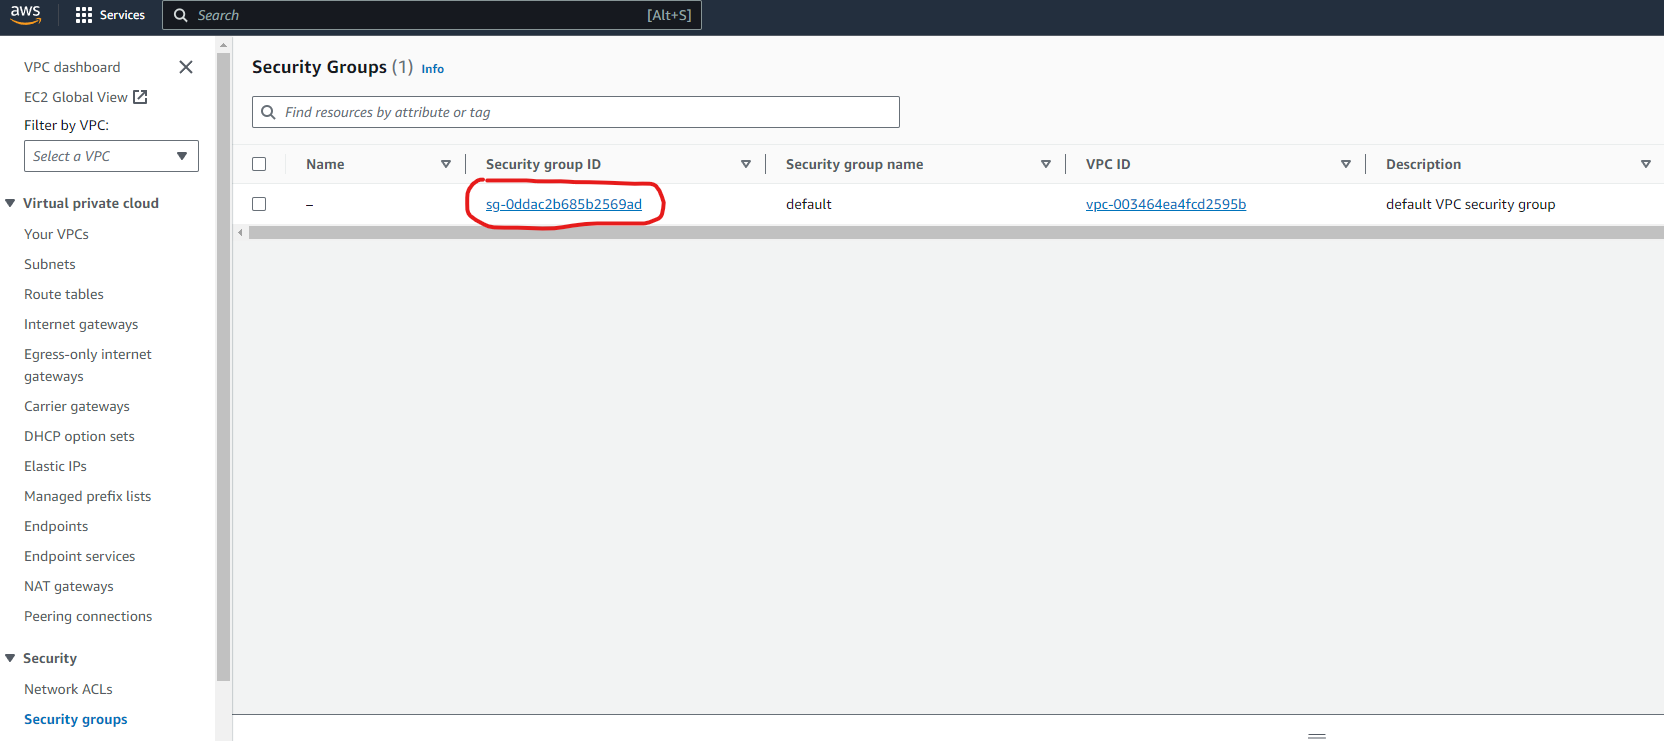 aws
Services
Search [Alt+S]
VPC dashboard
EC2 Global View
Filter by VPC:
Select a VPC
Virtual private cloud
Your VPCs
Subnets
Route tables
Internet gateways
Egress-only internet
gateways
Carrier gateways
DHCP option sets
Elastic IPs
Managed prefix lists
Endpoints
Endpoint services
NAT gateways
Peering connections
Security
Network ACLs
Security groups
Security Groups (1) Info
Find resources by attribute or tag
Name Security group ID Security group name VPC ID Description
– sg-0ddac2b685b2569ad default vpc-003464ea4fcd2595b default VPC security group